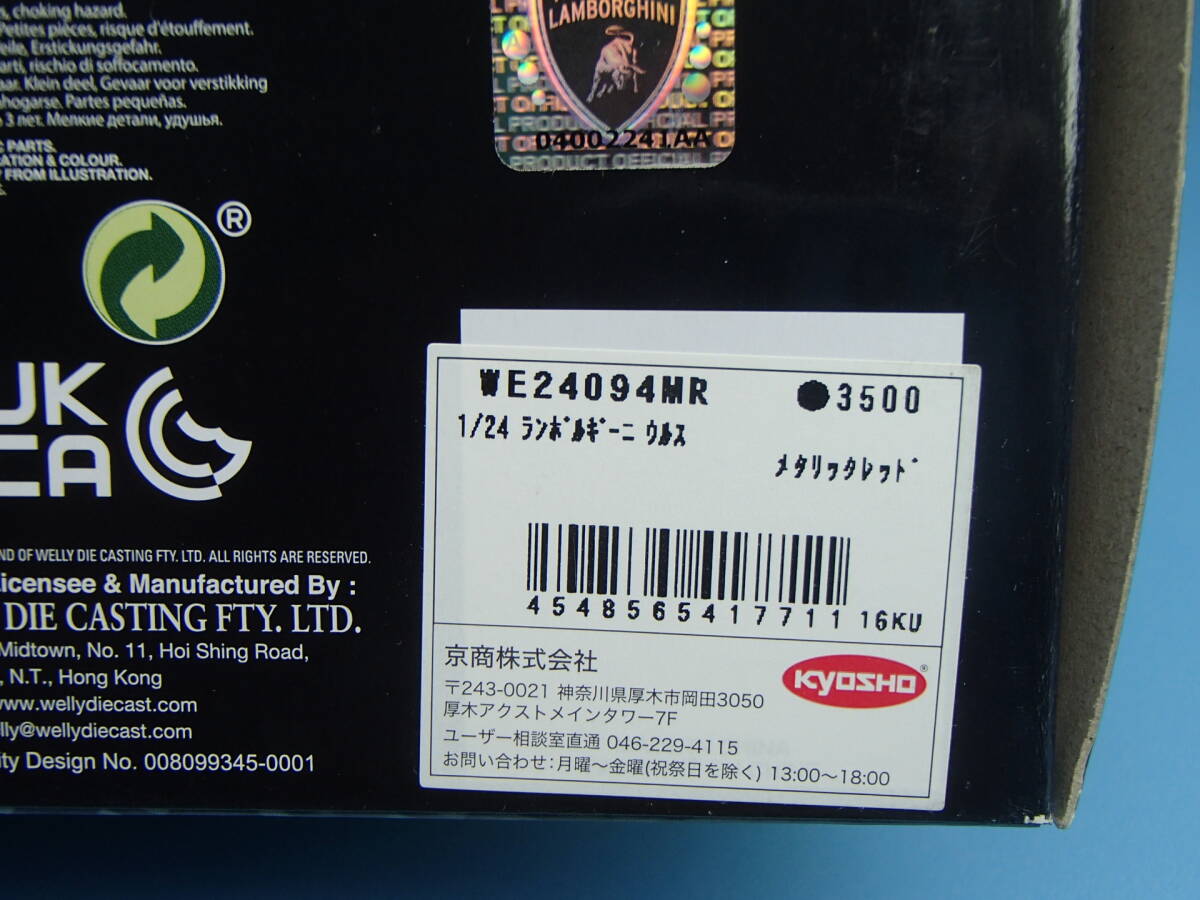 , choking hazard.
Petites pièces, risque d'étouffement.
eile, Erstickungsgefahr.
arti, rischio di soffocamento.
aar. Klein deel, Gevaar voor verstikking
ahogarse. Partes pequeñas.
3 лет. Мелкие детали, удушья.
C PARTS.
ATION & COLOUR.
FROM ILLUSTRATION.
LAMBORGHINI
04002241AA
PRODUCT OFFICIAL
®
UK
CA
WE24094MR ●3500
1/24 ﾗﾝﾎﾞﾙｷﾞｰﾆ ｳﾙｽ
ﾒﾀﾘｯｸﾚｯﾄﾞ
4548565417711 16KU
京商株式会社
KYOSHO®
〒243-0021 神奈川県厚木市岡田3050
厚木アクストメインタワー7F
ユーザー相談室直通 046-229-4115
お問い合わせ:月曜〜金曜(祝祭日を除く) 13:00〜18:00
ND OF WELLY DIE CASTING FTY. LTD. ALL RIGHTS ARE RESERVED.
Licensee & Manufactured By :
DIE CASTING FTY. LTD.
Midtown, No. 11, Hoi Shing Road,
, N.T., Hong Kong
www.wellydiecast.com
lly@wellydiecast.com
ity Design No. 008099345-0001